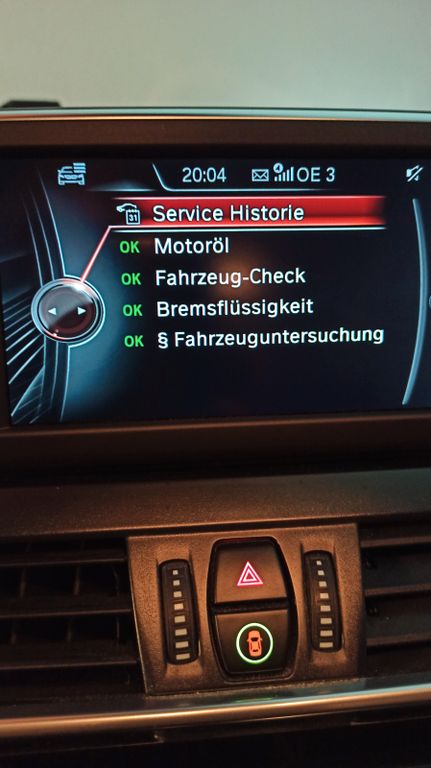 20:04 OE 3
31 Service Historie
OK Motoröl
OK Fahrzeug-Check
OK Bremsflüssigkeit
OK § Fahrzeuguntersuchung